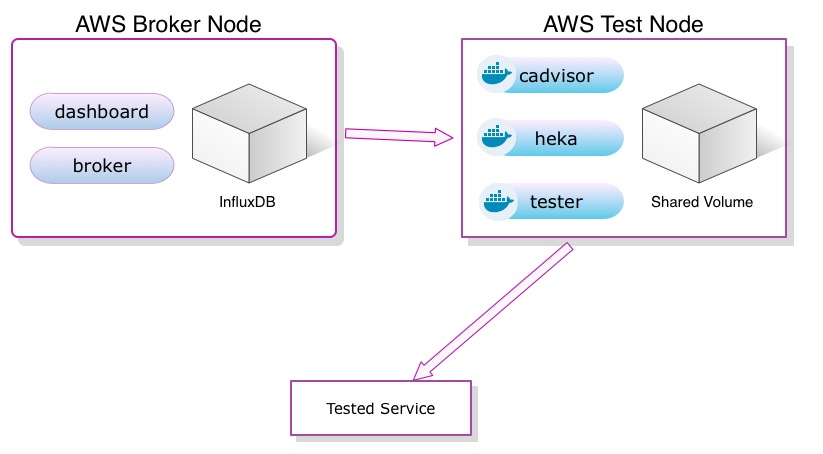 AWS Broker Node
dashboard
broker
InfluxDB
AWS Test Node
cadvisor
heka
tester
Shared Volume
Tested Service